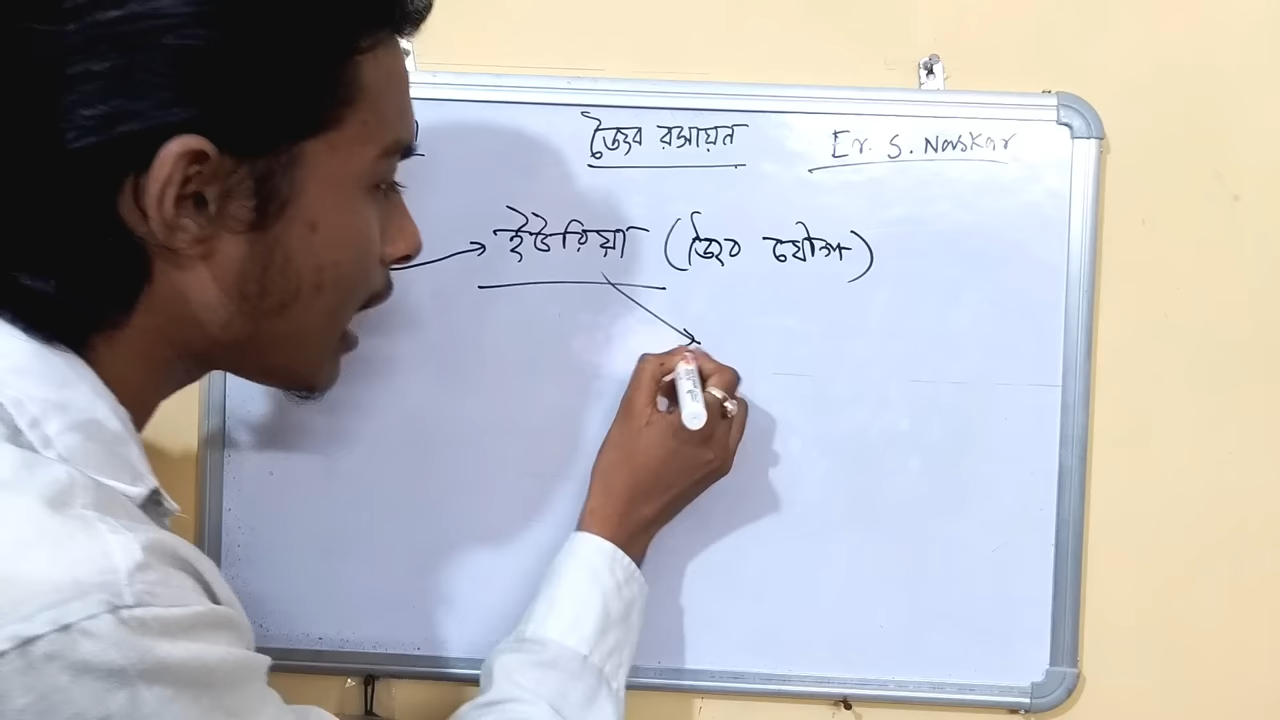 জৈব রসায়ন
Er. S. Naskar
ইউরিয়া (জৈব যৌগ)